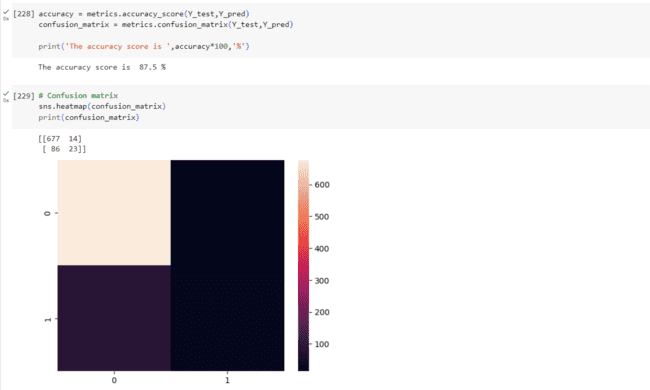 [228] accuracy = metrics.accuracy_score(Y_test,Y_pred)
confusion_matrix = metrics.confusion_matrix(Y_test,Y_pred)
print('The accuracy score is ',accuracy*100,'%')
0s
The accuracy score is  87.5 %
[229] # Confusion matrix
sns.heatmap(confusion_matrix)
print(confusion_matrix)
0s
[[677  14]
[ 86  23]]
600
500
400
300
200
100
0
1
0
1